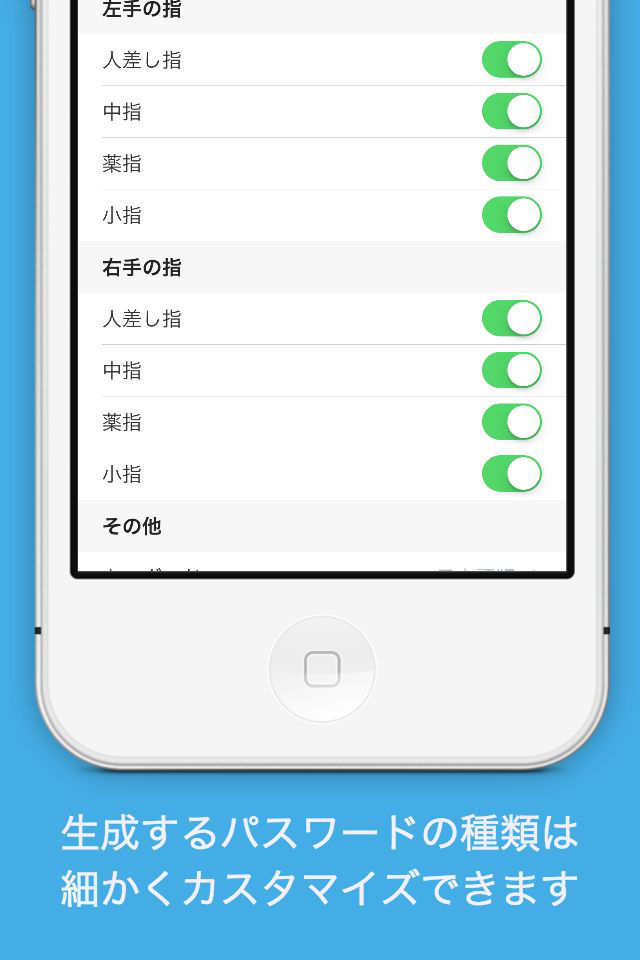 左手の指
人差し指
中指
薬指
小指
右手の指
人差し指
中指
薬指
小指
その他
生成するパスワードの種類は
細かくカスタマイズできます